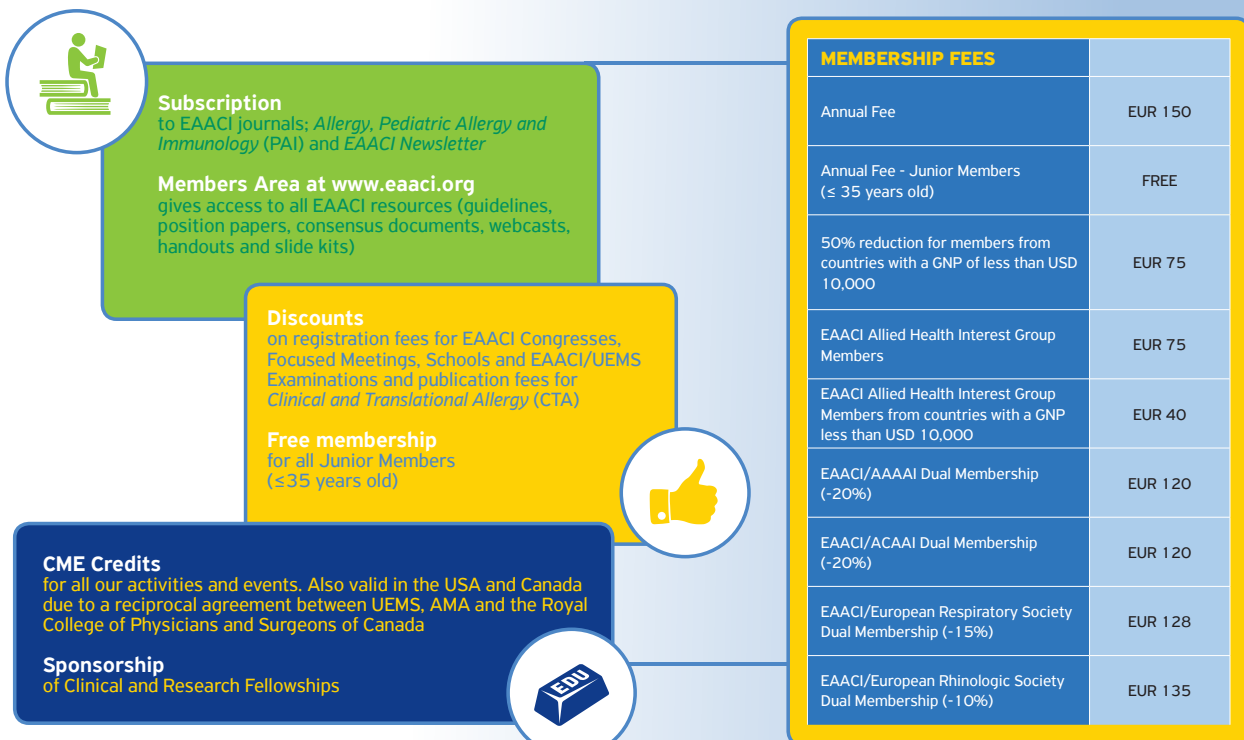 Subscription
to EAACI journals; Allergy, Pediatric Allergy and
Immunology (PAI) and EAACI Newsletter
Members Area at www.eaaci.org
gives access to all EAACI resources (guidelines,
position papers, consensus documents, webcasts,
handouts and slide kits)
Discounts
on registration fees for EAACI Congresses,
Focused Meetings, Schools and EAACI/UEMS
Examinations and publication fees for
Clinical and Translational Allergy (CTA)
Free membership
for all Junior Members
(≤35 years old)
CME Credits
for all our activities and events. Also valid in the USA and Canada
due to a reciprocal agreement between UEMS, AMA and the Royal
College of Physicians and Surgeons of Canada
Sponsorship
of Clinical and Research Fellowships
EDU
MEMBERSHIP FEES
Annual Fee EUR 150
Annual Fee - Junior Members
(≤ 35 years old) FREE
50% reduction for members from
countries with a GNP of less than USD EUR 75
10,000
EAACI Allied Health Interest Group
Members EUR 75
EAACI Allied Health Interest Group
Members from countries with a GNP EUR 40
less than USD 10,000
EAACI/AAAAI Dual Membership
(-20%) EUR 120
EAACI/ACAAI Dual Membership
(-20%) EUR 120
EAACI/European Respiratory Society
Dual Membership (-15%) EUR 128
EAACI/European Rhinologic Society
Dual Membership (-10%) EUR 135